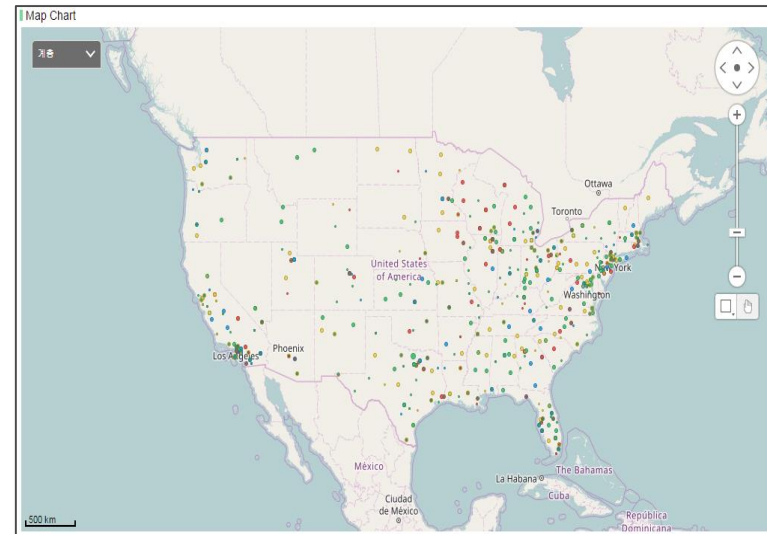 Map Chart
계층
Ottawa
Toronto
United States
of America
New York
Washington
Los Angeles
Phoenix
México
La Habana
The Bahamas
Cuba
Ciudad
de México
República
Dominicana
500 km